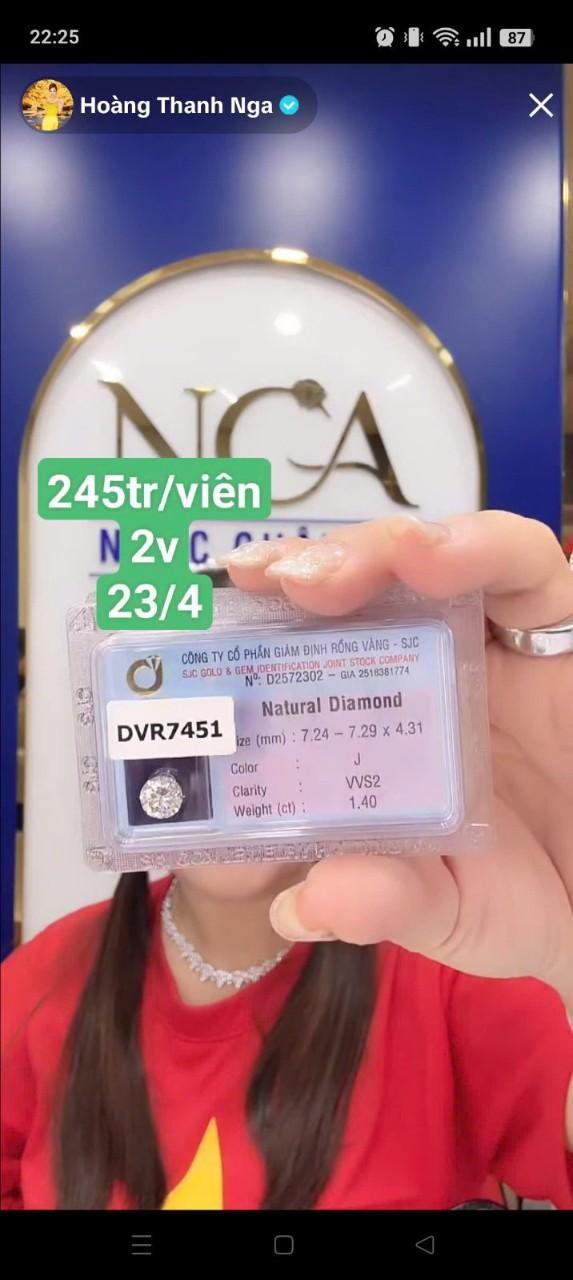 22:25
87
Hoàng Thanh Nga
NCA
245tr/viên
2v
23/4
CÔNG TY CỔ PHẦN GIÁM ĐỊNH RỒNG VÀNG - SJC
SJC GOLD & GEM IDENTIFICATION JOINT STOCK COMPANY
Nº: D2572302 – GIA 2518381774
Natural Diamond
DVR7451
ize (mm) : 7.24 – 7.29 x 4.31
Color : J
Clarity : VVS2
Weight (ct) : 1.40